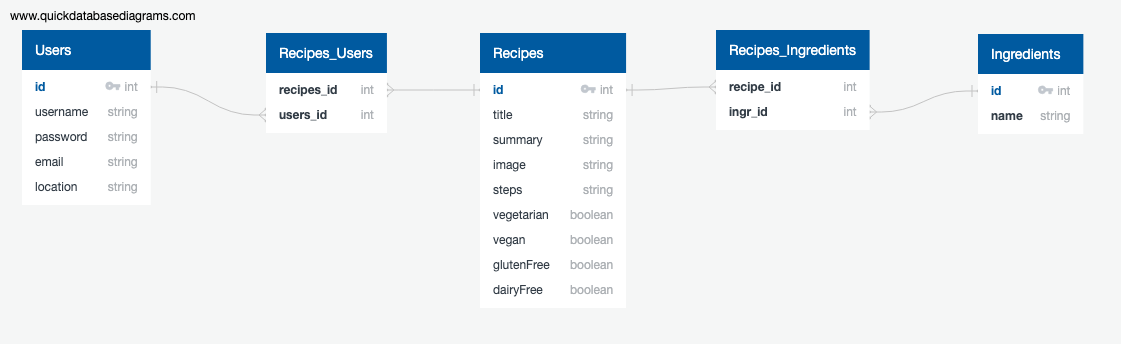 www.quickdatabasediagrams.com
Users
id int
username string
password string
email string
location string
Recipes_Users
recipes_id int
users_id int
Recipes
id int
title string
summary string
image string
steps string
vegetarian boolean
vegan boolean
glutenFree boolean
dairyFree boolean
Recipes_Ingredients
recipe_id int
ingr_id int
Ingredients
id int
name string